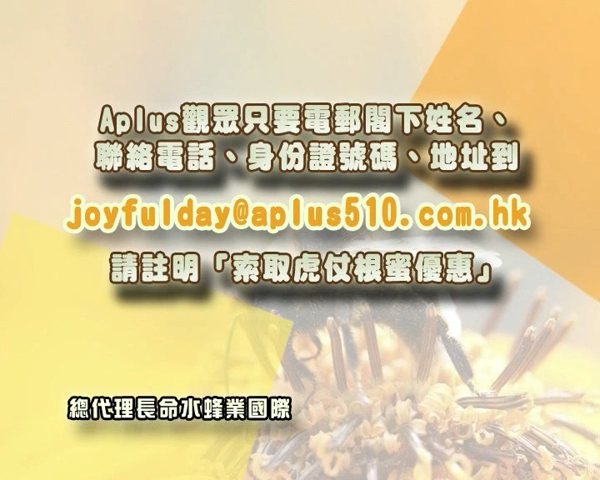 Aplus觀眾只要電郵閣下姓名、
聯絡電話、身份證號碼、地址到
joyfulday@aplus510.com.hk
請註明「索取虎仗根蜜優惠」
總代理長命水蜂業國際